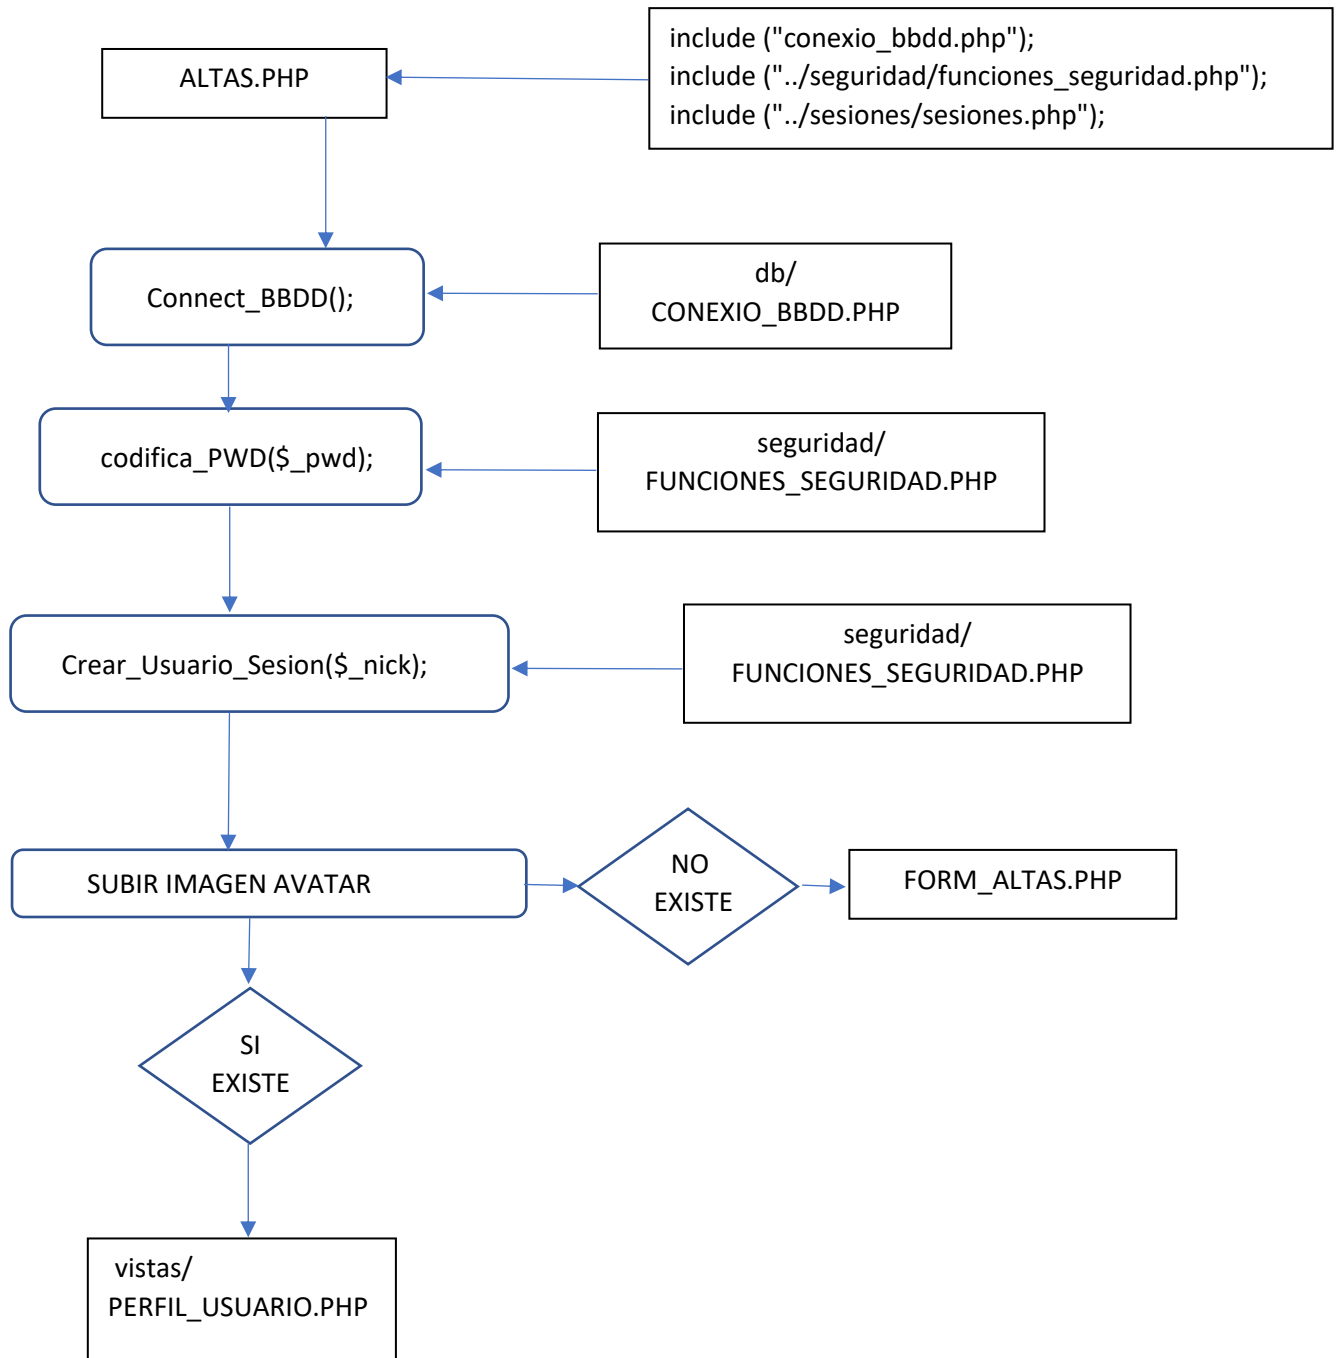 ALTAS.PHP
include ("conexio_bbdd.php");
include ("../seguridad/funciones_seguridad.php");
include ("../sesiones/sesiones.php");
Connect_BBDD();
db/
CONEXIO_BBDD.PHP
codifica_PWD($_pwd);
seguridad/
FUNCIONES_SEGURIDAD.PHP
Crear_Usuario_Sesion($_nick);
seguridad/
FUNCIONES_SEGURIDAD.PHP
SUBIR IMAGEN AVATAR
NO
EXISTE
FORM_ALTAS.PHP
SI
EXISTE
vistas/
PERFIL_USUARIO.PHP